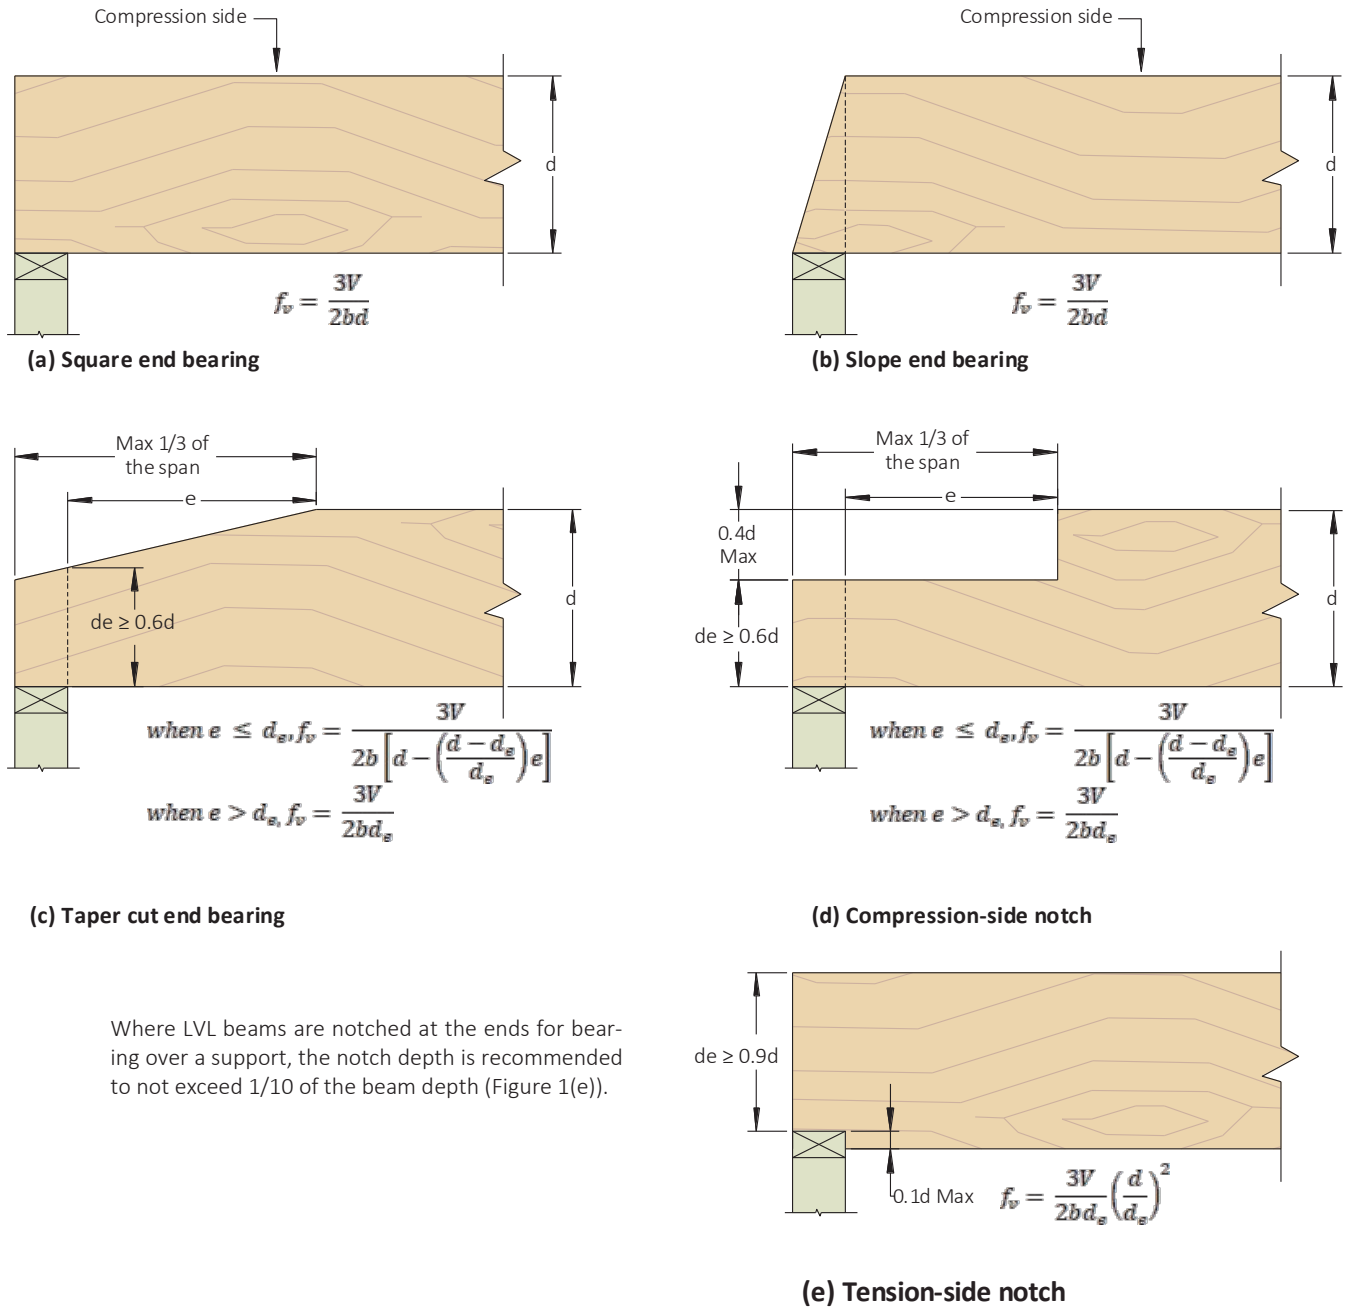 Compression side
Compression side
d
d
f_v = 3V / 2bd
f_v = 3V / 2bd
(a) Square end bearing
(b) Slope end bearing
Max 1/3 of
the span
e
de ≥ 0.6d
d
when e ≤ d_e, f_v = 3V / 2b[d − ((d − d_e) / d_e)e]
when e > d_e, f_v = 3V / 2bd_e
(c) Taper cut end bearing
Max 1/3 of
the span
e
0.4d
Max
de ≥ 0.6d
d
when e ≤ d_e, f_v = 3V / 2b[d − ((d − d_e) / d_e)e]
when e > d_e, f_v = 3V / 2bd_e
(d) Compression-side notch
Where LVL beams are notched at the ends for bear-
ing over a support, the notch depth is recommended
to not exceed 1/10 of the beam depth (Figure 1(e)).
de ≥ 0.9d
0.1d Max
f_v = 3V / 2bd_e (d / d_e)²
(e) Tension-side notch